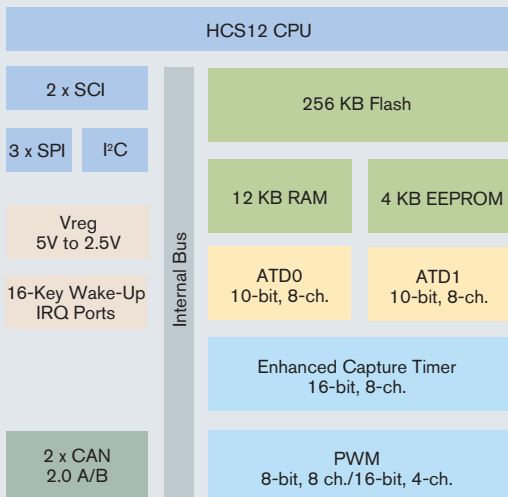 HCS12 CPU
2 x SCI
3 x SPI
I²C
Vreg
5V to 2.5V
16-Key Wake-Up
IRQ Ports
2 x CAN
2.0 A/B
Internal Bus
256 KB Flash
12 KB RAM
4 KB EEPROM
ATD0
10-bit, 8-ch.
ATD1
10-bit, 8-ch.
Enhanced Capture Timer
16-bit, 8-ch.
PWM
8-bit, 8 ch./16-bit, 4-ch.